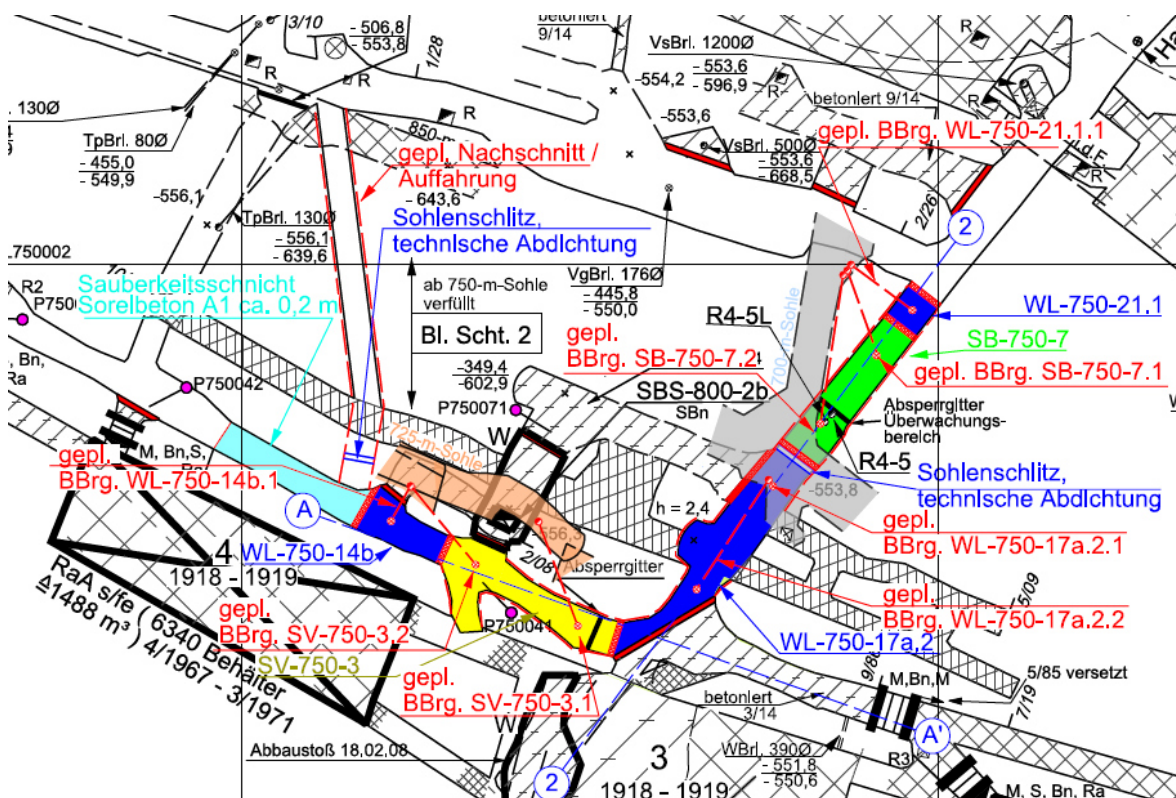 3/10
- 506,8
- 553,8
1/28
betoniert
9/14
VsBrl. 1200Ø
- 553,6
- 596,9
-554,2
R
R
R
R
R
R
betoniert 9/14
130Ø
TpBrl. 80Ø
- 455,0
- 549,9
850-m
-553,6
VsBrl. 500Ø
- 553,6
- 668,5
gepl. BBrg. WL-750-21.1.1
gepl. Nachschnitt /
Auffahrung
- 643,6
-556,1
TpBrl. 130Ø
- 556,1
- 639,6
Sohlenschlitz,
technische Abdichtung
2/26
2
L750002
R2
P750042
Sauberkeitsschicht
Sorelbeton A1 ca. 0,2 m
ab 750-m-Sohle
verfüllt
VgBrl. 176Ø
- 445,8
- 550,0
Bl. Scht. 2
- 349,4
- 602,9
R4-5L
700-m-Sohle
WL-750-21.1
SB-750-7
gepl.
BBrg. SB-750-7.2
gepl. BBrg. SB-750-7.1
SBS-800-2b
SBn
P750071
W
Absperrgitter
Überwachungs-
bereich
R4-5
Bn,
Ra
M, Bn,S,
725-m-Sohle
gepl.
BBrg. WL-750-14b.1
Sohlenschlitz,
technische Abdichtung
-553,8
h = 2,4
A
WL-750-14b
4
1918 - 1919
2/08
Absperrgitter
gepl.
BBrg. WL-750-17a.2.1
5/09
gepl.
BBrg. WL-750-17a.2.2
RaA s/fe ( 6340 Behälter
≙1488 m³ ) 4/1967 - 3/1971
P750041
gepl.
BBrg. SV-750-3.2
SV-750-3
WL-750-17a.2
gepl.
BBrg. SV-750-3.1
9/86
M,Bn,M
5/85 versetzt
7/19
betoniert
3/14
A'
W
Abbaustoß 18.02.08
2
3
1918 - 1919
WBrl. 390Ø
- 551,8
- 550,6
R3
M, S, Bn, Ra